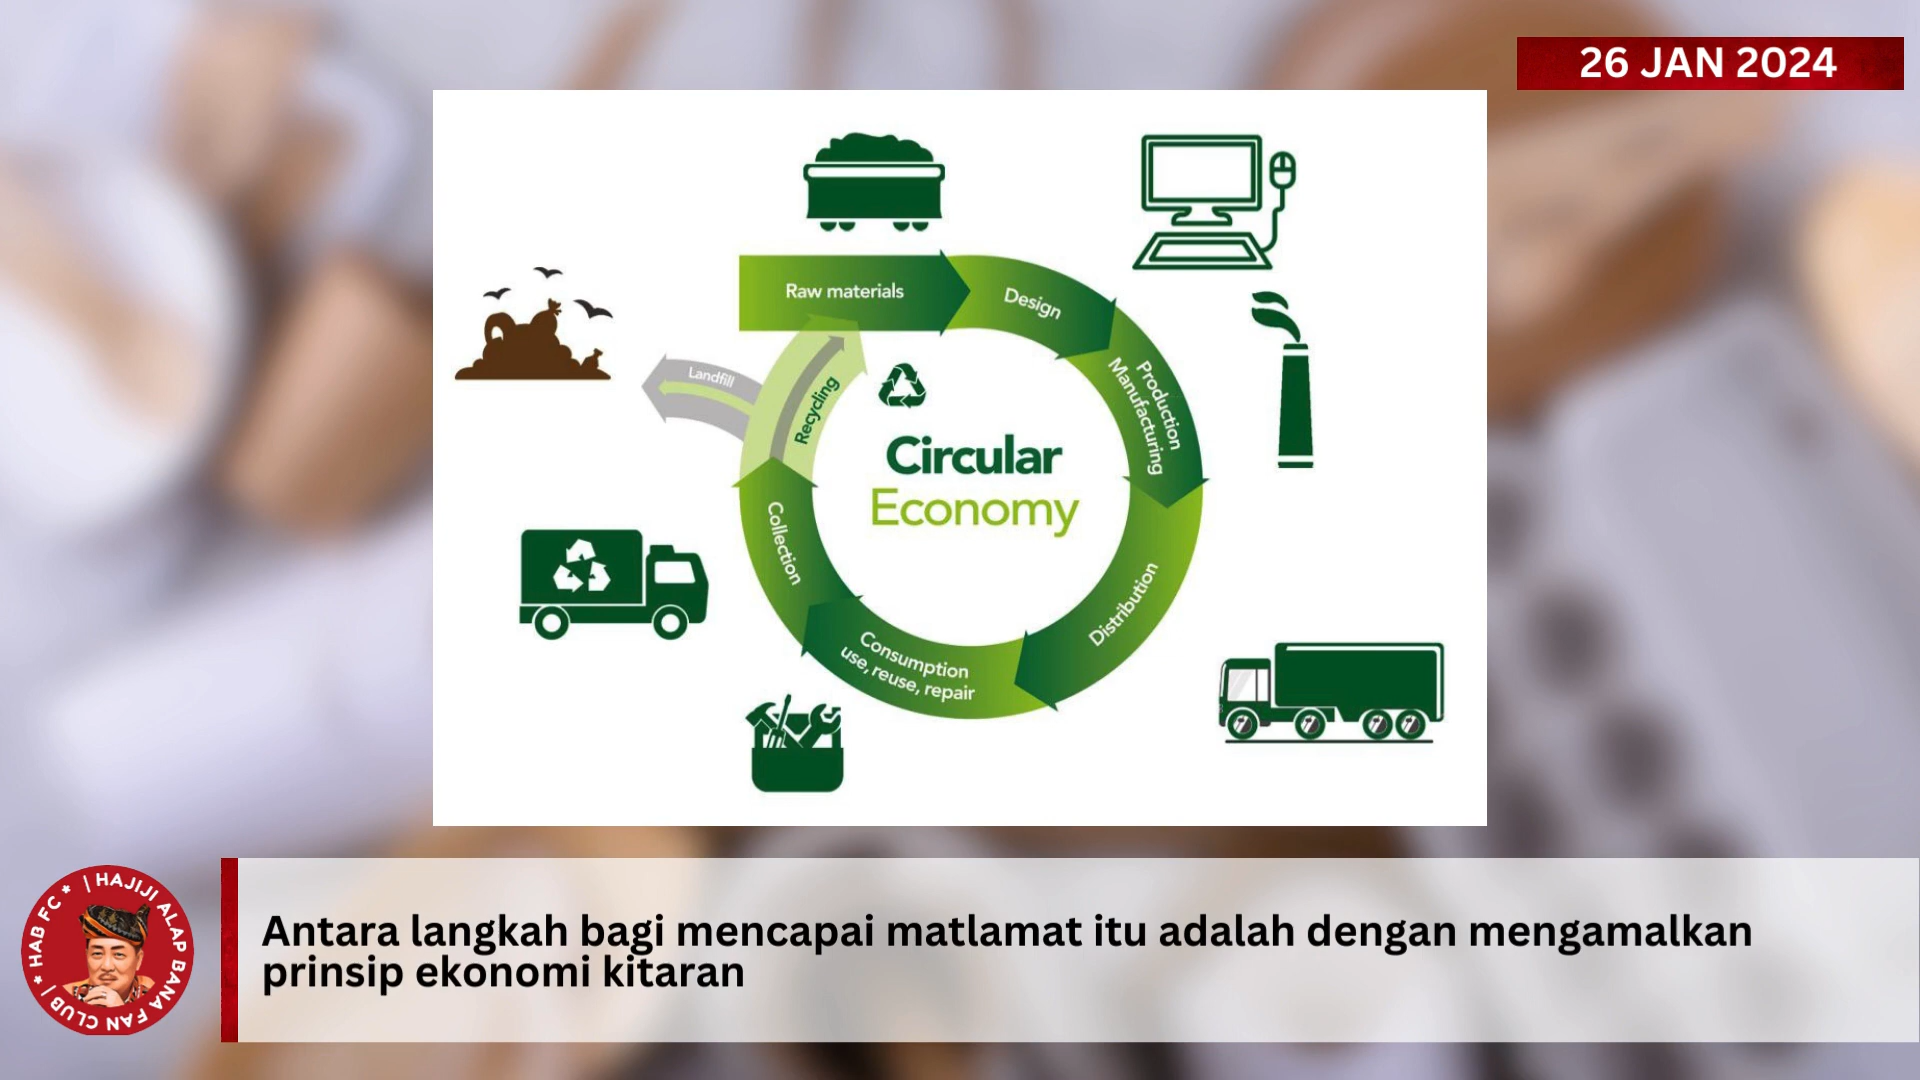 26 JAN 2024
Raw materials
Design
Production
Manufacturing
Distribution
Consumption
use, reuse, repair
Collection
Recycling
Landfill
Circular
Economy
| HAJIJI ALAP BANA FAN CLUB | * HAB FC *
Antara langkah bagi mencapai matlamat itu adalah dengan mengamalkan
prinsip ekonomi kitaran